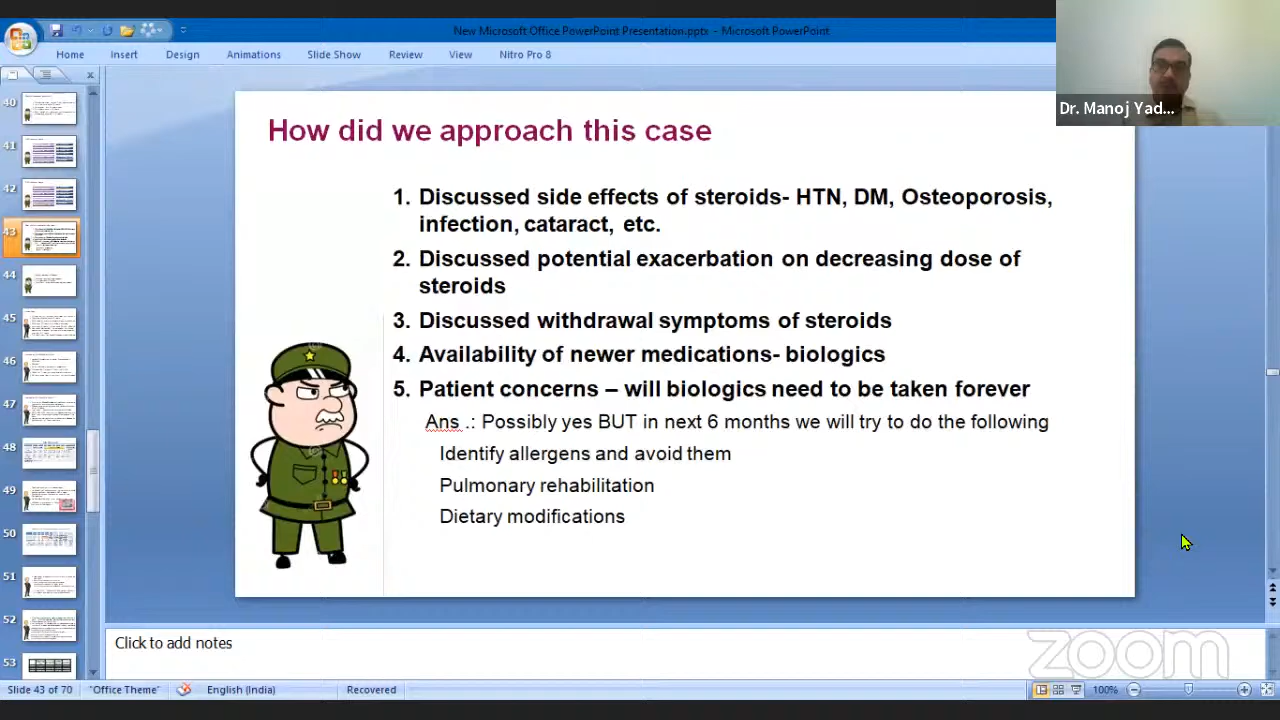 New Microsoft Office PowerPoint Presentation.pptx - Microsoft PowerPoint
Home Insert Design Animations Slide Show Review View Nitro Pro 8
Dr. Manoj Yad...
40
41
42
43
44
45
46
47
48
49
50
51
52
53
How did we approach this case
1. Discussed side effects of steroids- HTN, DM, Osteoporosis,
infection, cataract, etc.
2. Discussed potential exacerbation on decreasing dose of
steroids
3. Discussed withdrawal symptoms of steroids
4. Availability of newer medications- biologics
5. Patient concerns – will biologics need to be taken forever
Ans .: Possibly yes BUT in next 6 months we will try to do the following
Identify allergens and avoid them
Pulmonary rehabilitation
Dietary modifications
Click to add notes
zoom
Slide 43 of 70 "Office Theme" English (India) Recovered 100%